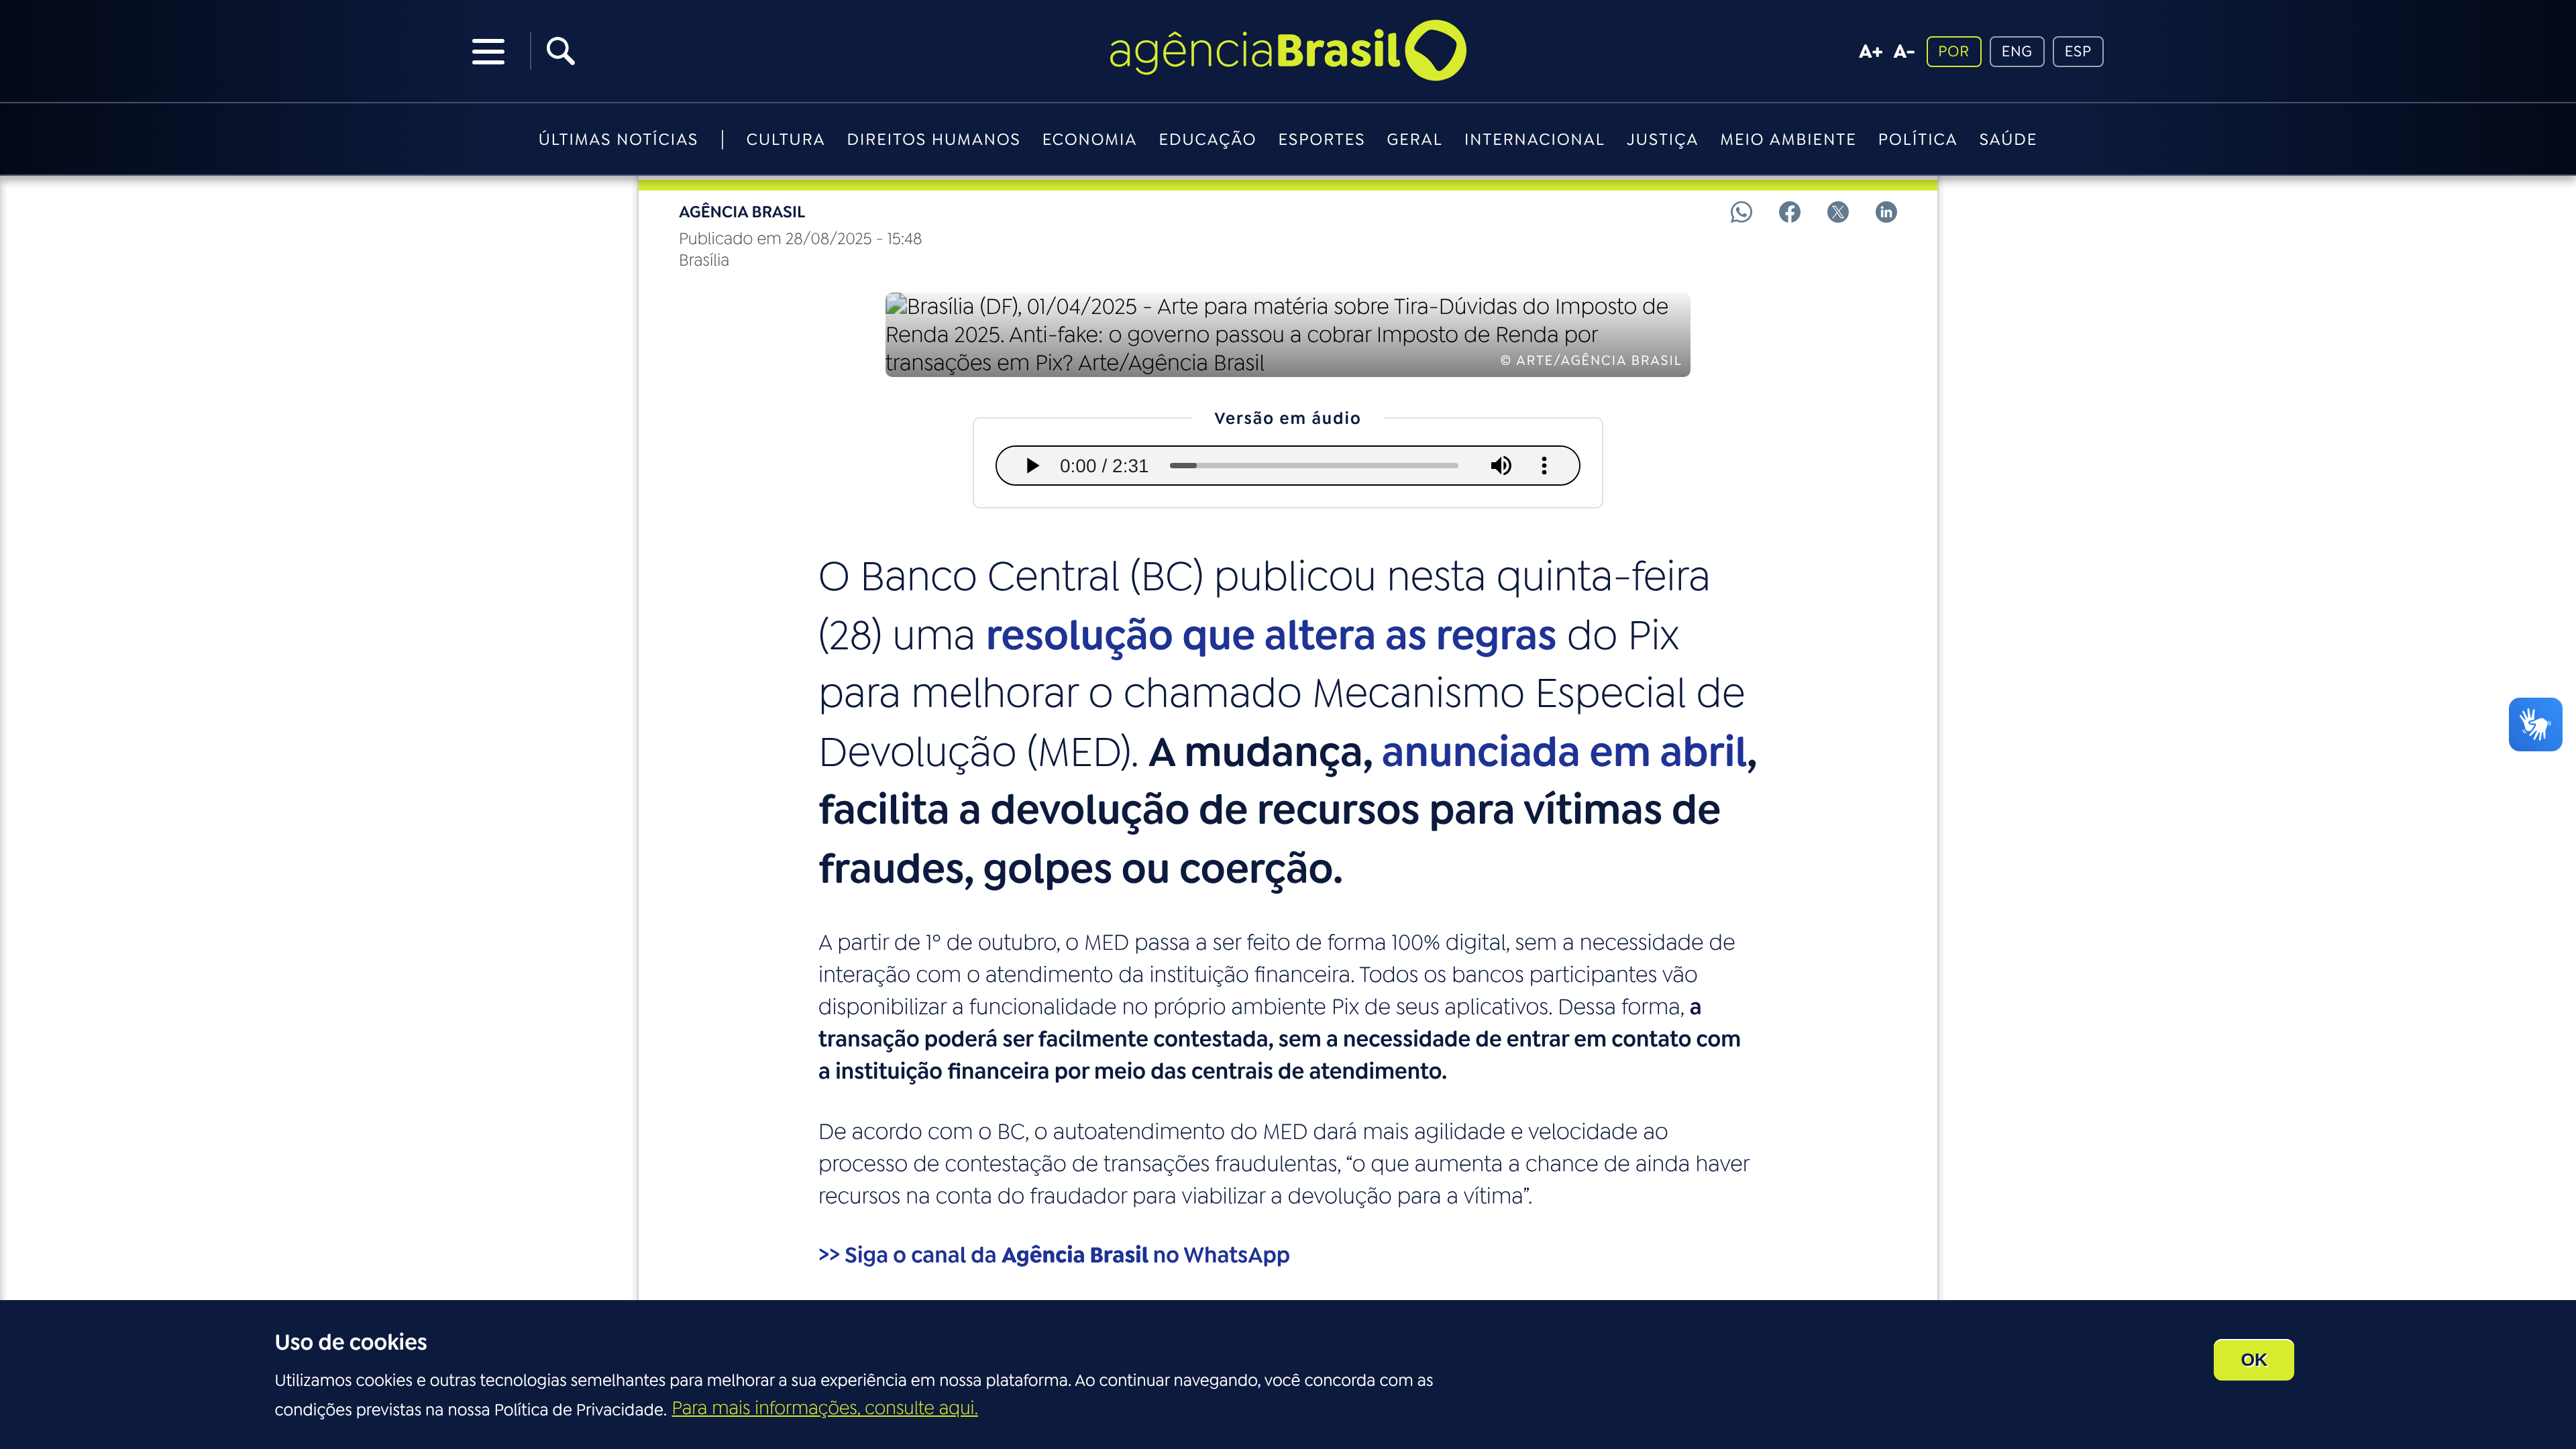 agênciaBrasil
A+ A- POR ENG ESP
ÚLTIMAS NOTÍCIAS | CULTURA DIREITOS HUMANOS ECONOMIA EDUCAÇÃO ESPORTES GERAL INTERNACIONAL JUSTIÇA MEIO AMBIENTE POLÍTICA SAÚDE
AGÊNCIA BRASIL
Publicado em 28/08/2025 - 15:48
Brasília
Brasília (DF), 01/04/2025 - Arte para matéria sobre Tira-Dúvidas do Imposto de
Renda 2025. Anti-fake: o governo passou a cobrar Imposto de Renda por
transações em Pix? Arte/Agência Brasil
© ARTE/AGÊNCIA BRASIL
Versão em áudio
0:00 / 2:31
O Banco Central (BC) publicou nesta quinta-feira
(28) uma resolução que altera as regras do Pix
para melhorar o chamado Mecanismo Especial de
Devolução (MED). A mudança, anunciada em abril,
facilita a devolução de recursos para vítimas de
fraudes, golpes ou coerção.
A partir de 1º de outubro, o MED passa a ser feito de forma 100% digital, sem a necessidade de
interação com o atendimento da instituição financeira. Todos os bancos participantes vão
disponibilizar a funcionalidade no próprio ambiente Pix de seus aplicativos. Dessa forma, a
transação poderá ser facilmente contestada, sem a necessidade de entrar em contato com
a instituição financeira por meio das centrais de atendimento.
De acordo com o BC, o autoatendimento do MED dará mais agilidade e velocidade ao
processo de contestação de transações fraudulentas, “o que aumenta a chance de ainda haver
recursos na conta do fraudador para viabilizar a devolução para a vítima”.
>> Siga o canal da Agência Brasil no WhatsApp
Uso de cookies
Utilizamos cookies e outras tecnologias semelhantes para melhorar a sua experiência em nossa plataforma. Ao continuar navegando, você concorda com as
condições previstas na nossa Política de Privacidade. Para mais informações, consulte aqui.
OK